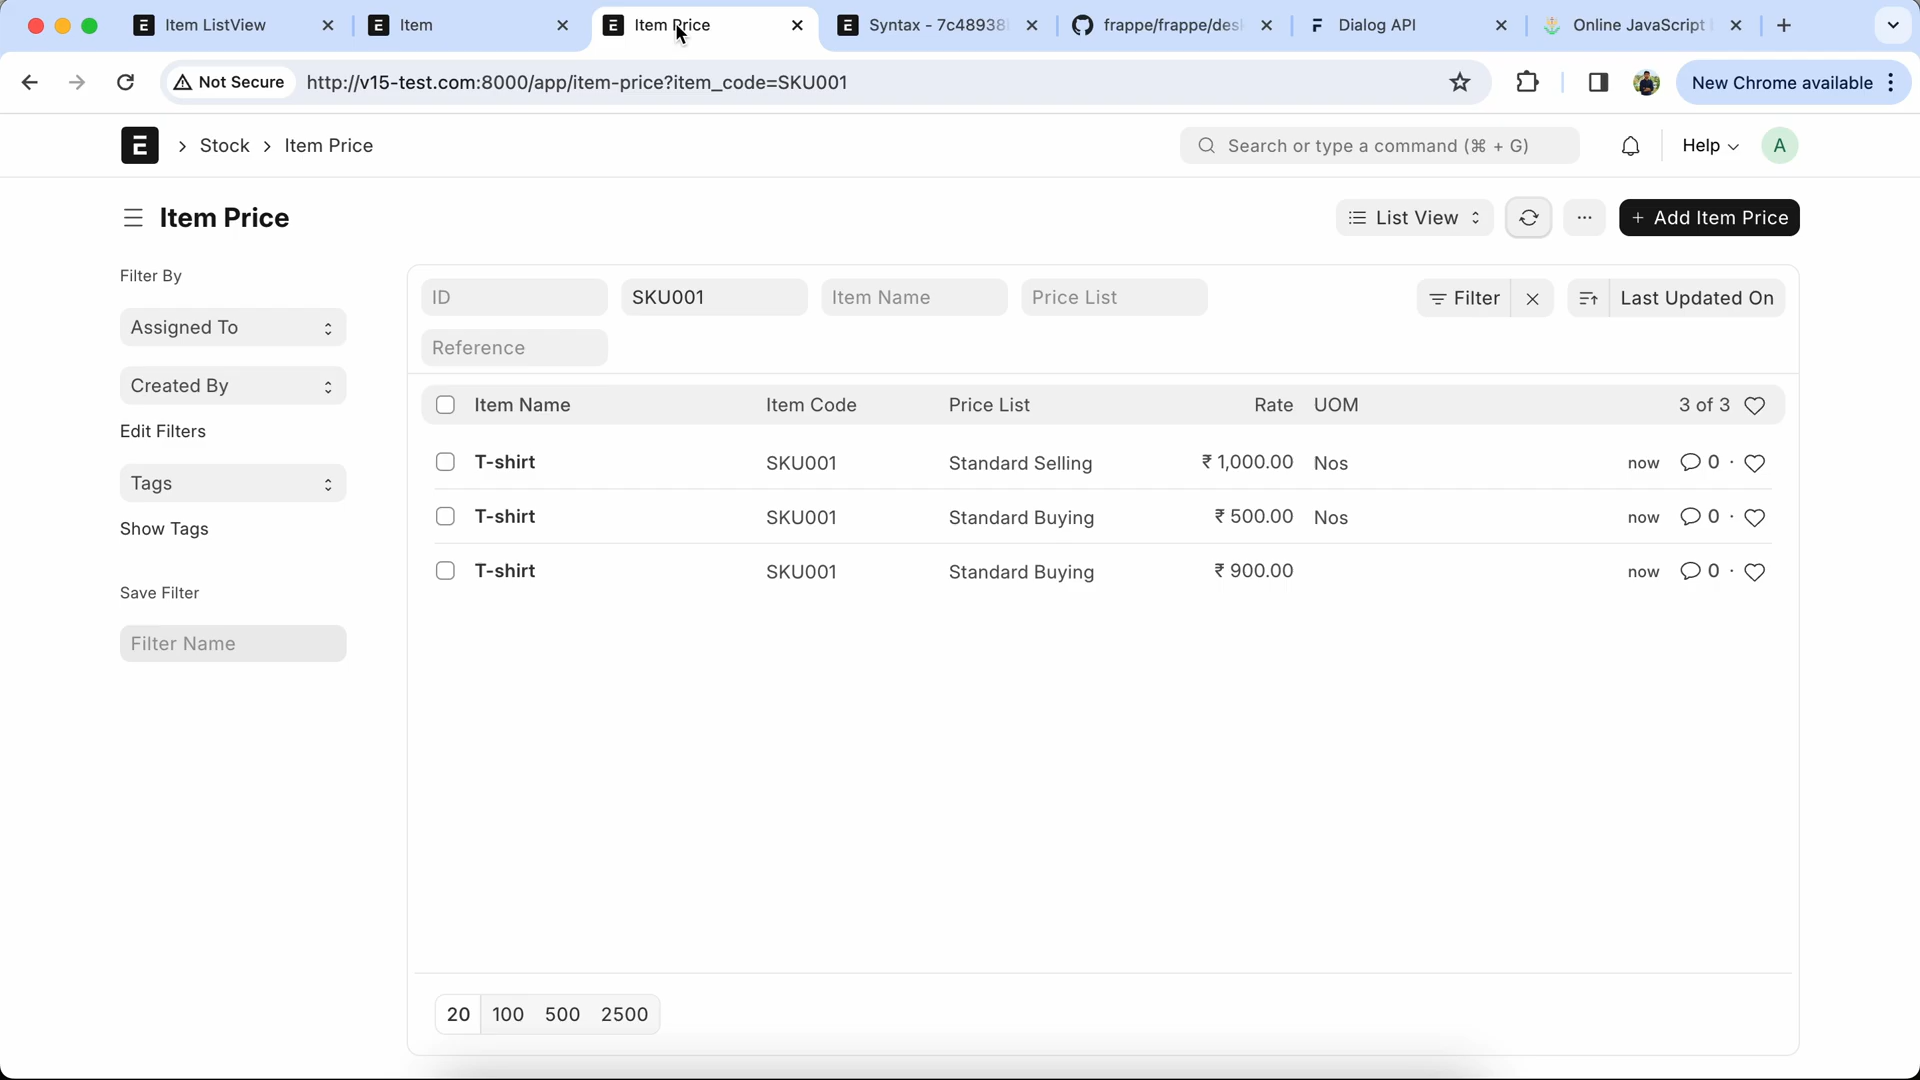 Item ListView
Item
Item Price
Syntax - 7c48938
frappe/frappe/desk
Dialog API
Online JavaScript
Not Secure
http://v15-test.com:8000/app/item-price?item_code=SKU001
New Chrome available
E > Stock > Item Price
Search or type a command (⌘ + G)
Help
A
Item Price
List View
+ Add Item Price
Filter By
Assigned To
Created By
Edit Filters
Tags
Show Tags
Save Filter
Filter Name
ID
SKU001
Item Name
Price List
Filter
Last Updated On
Reference
Item Name Item Code Price List Rate UOM 3 of 3
T-shirt SKU001 Standard Selling ₹ 1,000.00 Nos now 0 ·
T-shirt SKU001 Standard Buying ₹ 500.00 Nos now 0 ·
T-shirt SKU001 Standard Buying ₹ 900.00 now 0 ·
20 100 500 2500